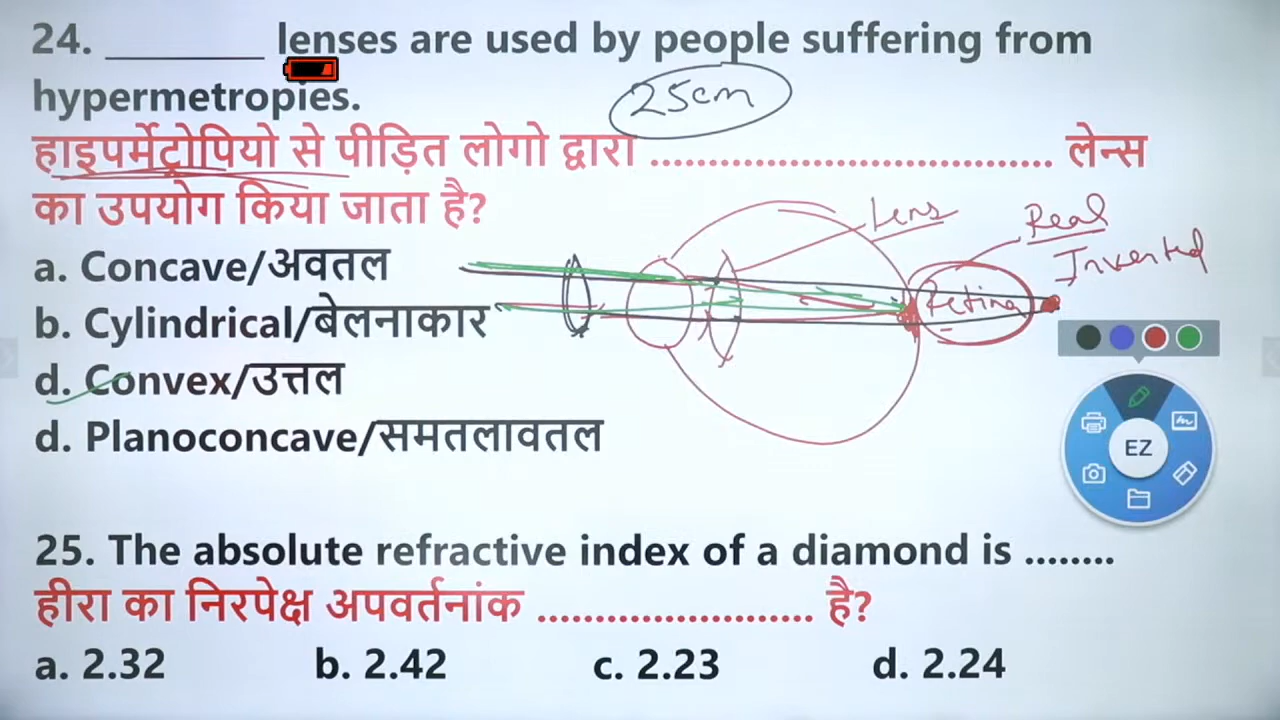 24. ________ lenses are used by people suffering from
hypermetropies.
25cm
हाइपर्मेट्रोपियो से पीड़ित लोगो द्वारा ................................... लेन्स
का उपयोग किया जाता है?
Lens
Real
Inverted
a. Concave/अवतल
Retina
b. Cylindrical/बेलनाकार
d. Convex/उत्तल
d. Planoconcave/समतलावतल
EZ
25. The absolute refractive index of a diamond is ........
हीरा का निरपेक्ष अपवर्तनांक ........................ है?
a. 2.32 b. 2.42 c. 2.23 d. 2.24